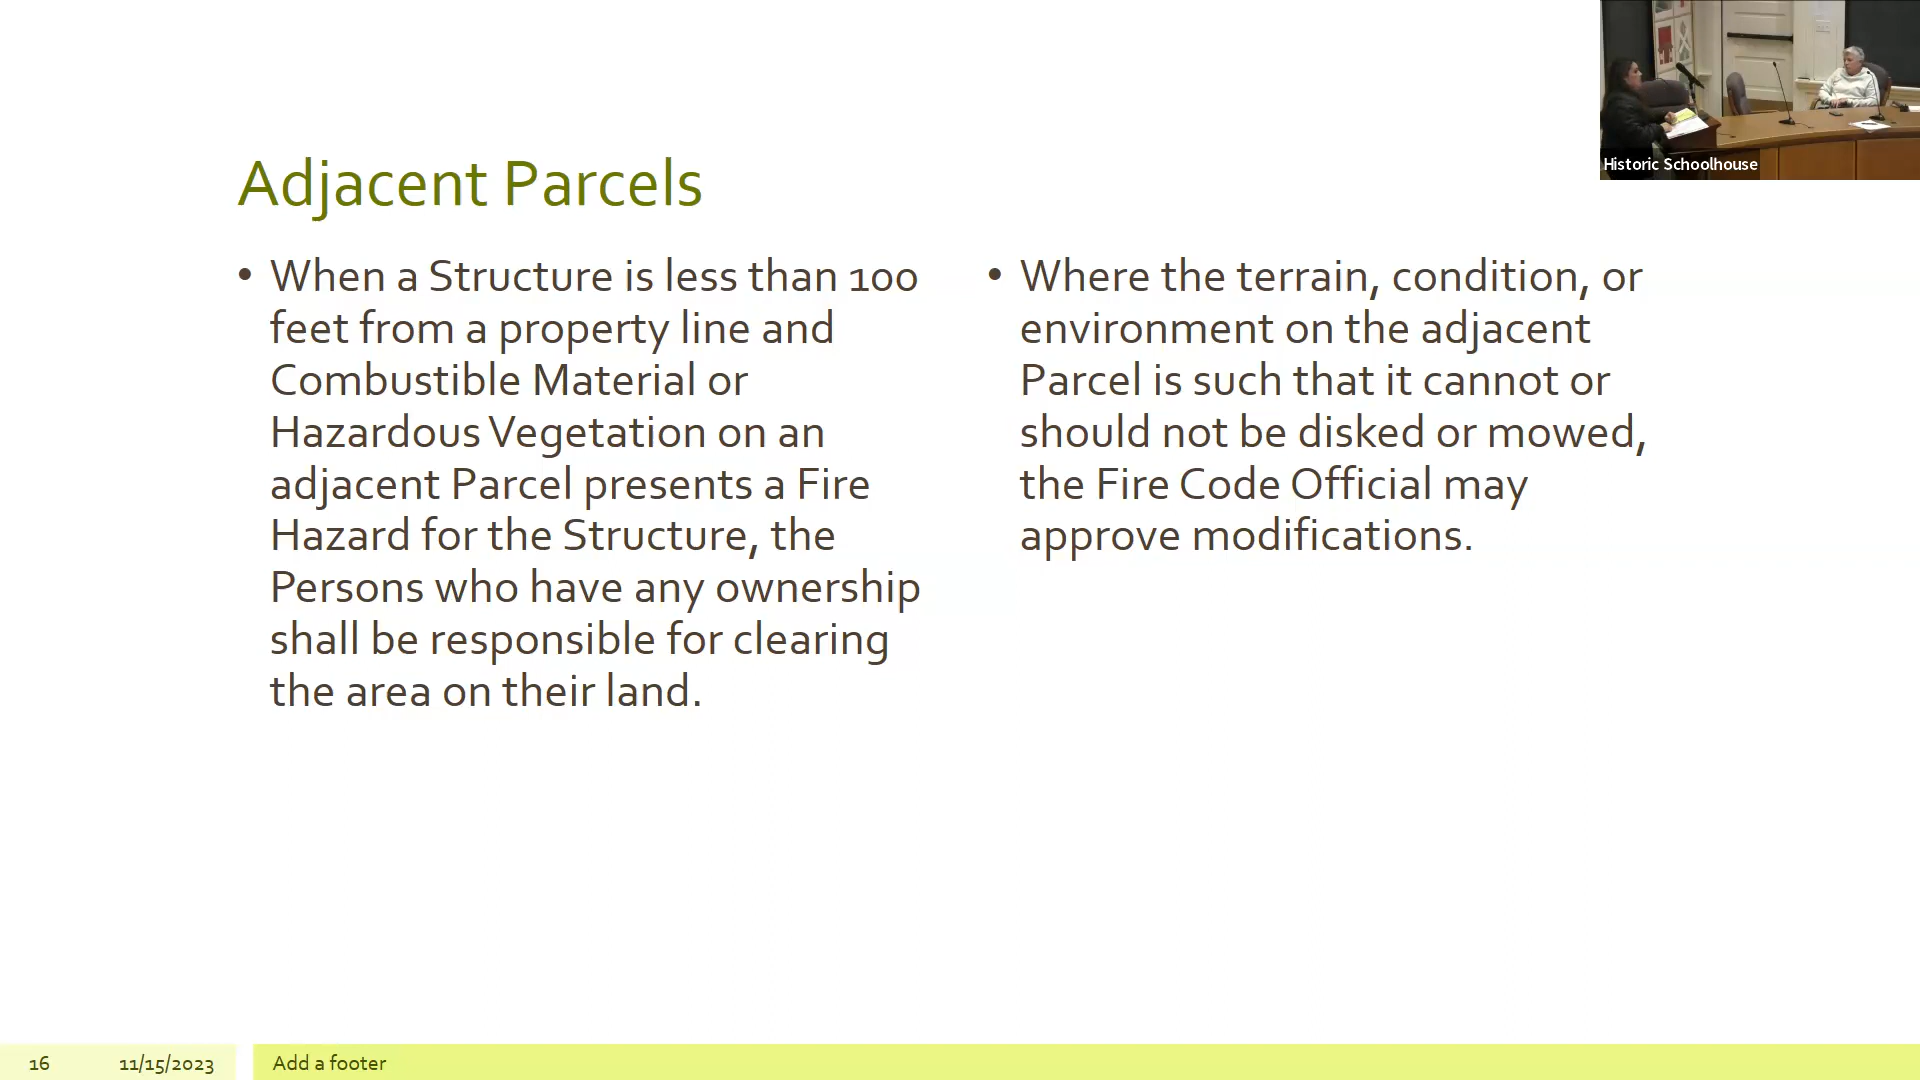 Historic Schoolhouse
Adjacent Parcels
• When a Structure is less than 100
feet from a property line and
Combustible Material or
Hazardous Vegetation on an
adjacent Parcel presents a Fire
Hazard for the Structure, the
Persons who have any ownership
shall be responsible for clearing
the area on their land.
• Where the terrain, condition, or
environment on the adjacent
Parcel is such that it cannot or
should not be disked or mowed,
the Fire Code Official may
approve modifications.
16 11/15/2023 Add a footer